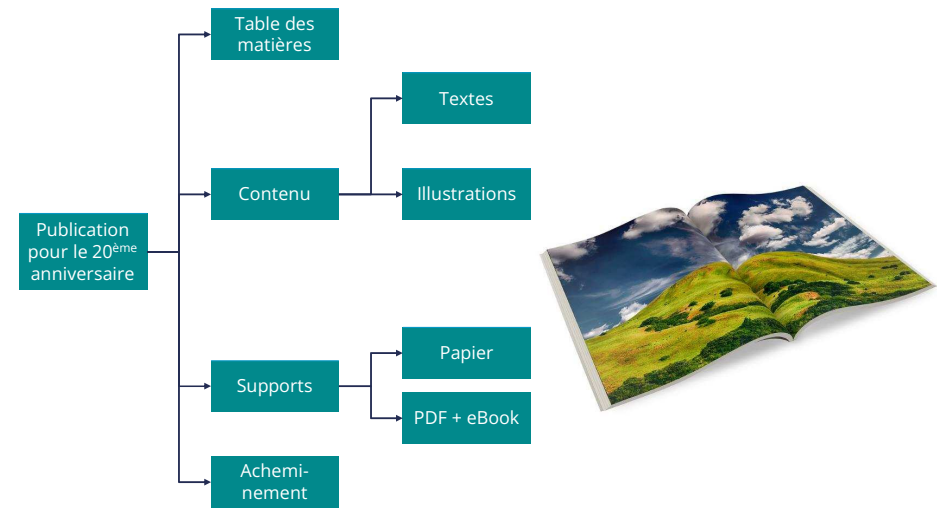 Table des
matières
Textes
Contenu
Illustrations
Publication
pour le 20ème
anniversaire
Papier
Supports
PDF + eBook
Achemi-
nement